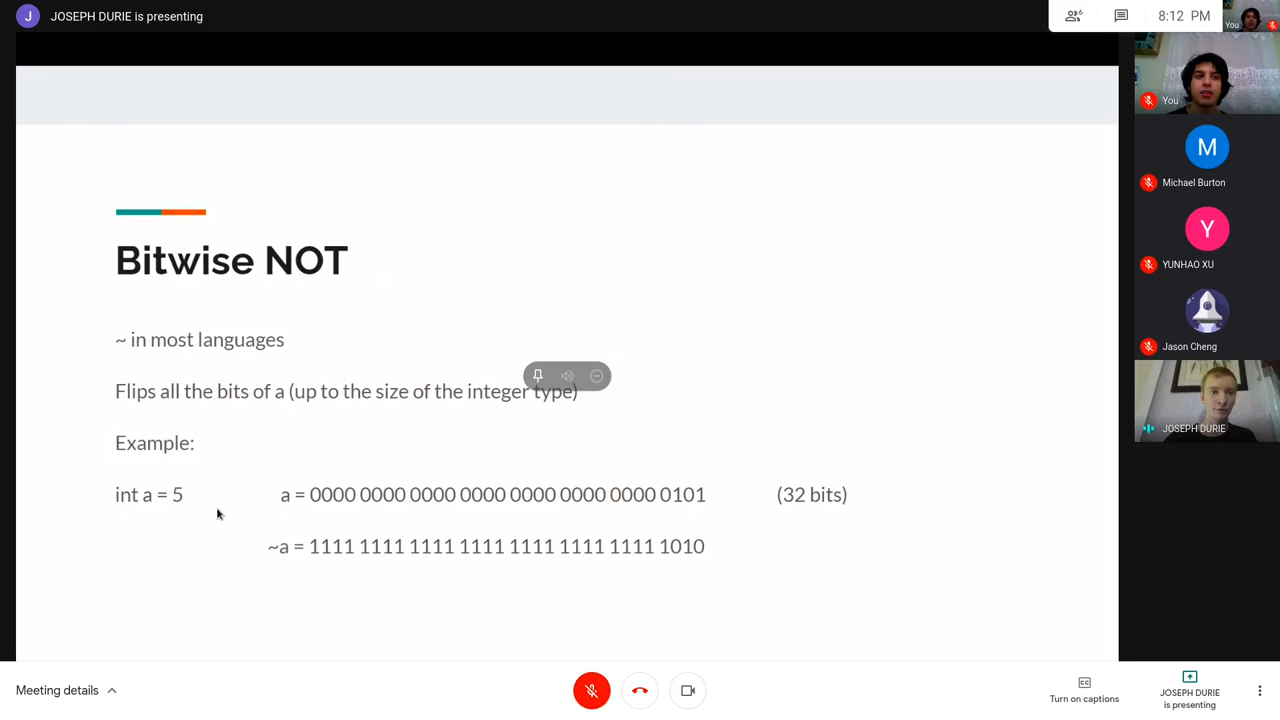 J JOSEPH DURIE is presenting
6
8:12 PM
You
You
M
Michael Burton
Y
YUNHAO XU
Jason Cheng
JOSEPH DURIE
Bitwise NOT
~ in most languages
Flips all the bits of a (up to the size of the integer type)
Example:
int a = 5 a = 0000 0000 0000 0000 0000 0000 0000 0101 (32 bits)
~a = 1111 1111 1111 1111 1111 1111 1111 1010
Meeting details
CC
Turn on captions
JOSEPH DURIE
is presenting